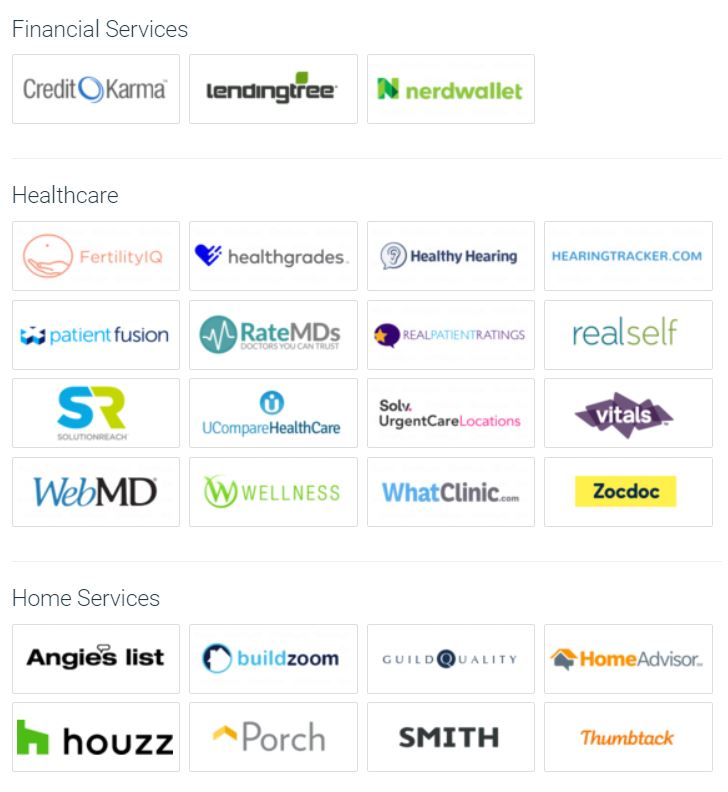 Financial Services
Credit Karma
lendingtree
nerdwallet
Healthcare
FertilityIQ
healthgrades.
Healthy Hearing
HEARINGTRACKER.COM
patient fusion
RateMDs
DOCTORS YOU CAN TRUST
REALPATIENTRATINGS
realself
SR
SOLUTIONREACH
UCompareHealthCare
Solv.
UrgentCareLocations
vitals
WebMD
WELLNESS
WhatClinic.com
Zocdoc
Home Services
Angie's list
buildzoom
GUILDQUALITY
HomeAdvisor
houzz
Porch
SMITH
Thumbtack